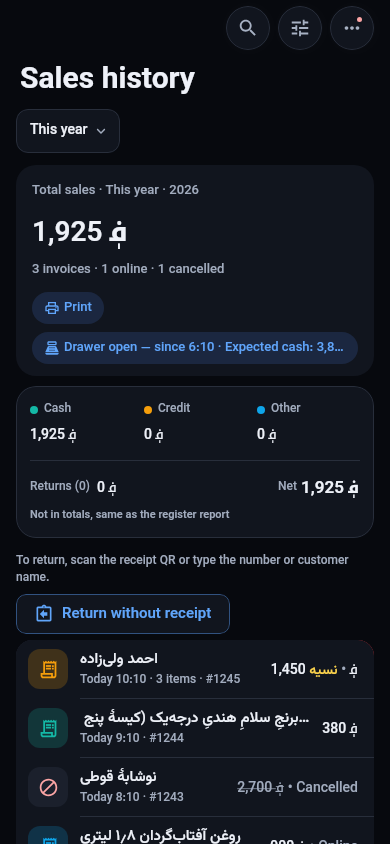 Sales history
This year
Total sales · This year · 2026
1,925 ؋
3 invoices · 1 online · 1 cancelled
Print
Drawer open — since 6:10 · Expected cash: 3,8…
Cash
Credit
Other
1,925 ؋
0 ؋
0 ؋
Returns (0) 0 ؋
Net 1,925 ؋
Not in totals, same as the register report
To return, scan the receipt QR or type the number or customer
name.
Return without receipt
احمد ولی‌زاده
1,450 نسیه • ؋
Today 10:10 · 3 items · #1245
برنجِ سلامِ هندیِ درجه‌یک (کیسهٔ پنج…
380 ؋
Today 9:10 · #1244
نوشابهٔ قوطی
2,700 ؋ • Cancelled
Today 8:10 · #1243
روغن آفتاب‌گردان ۱٫۸ لیتری